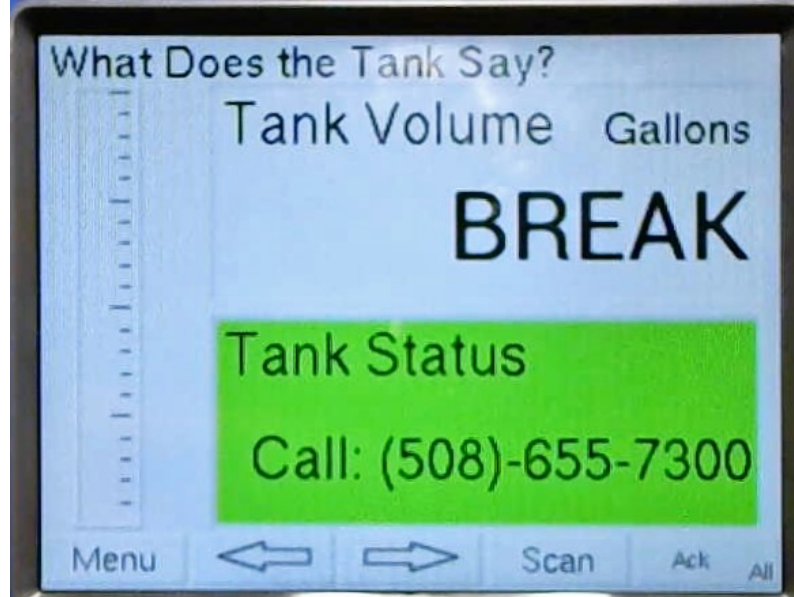 What Does the Tank Say?
Tank Volume Gallons
BREAK
Tank Status
Call: (508)-655-7300
Menu Scan Ack All